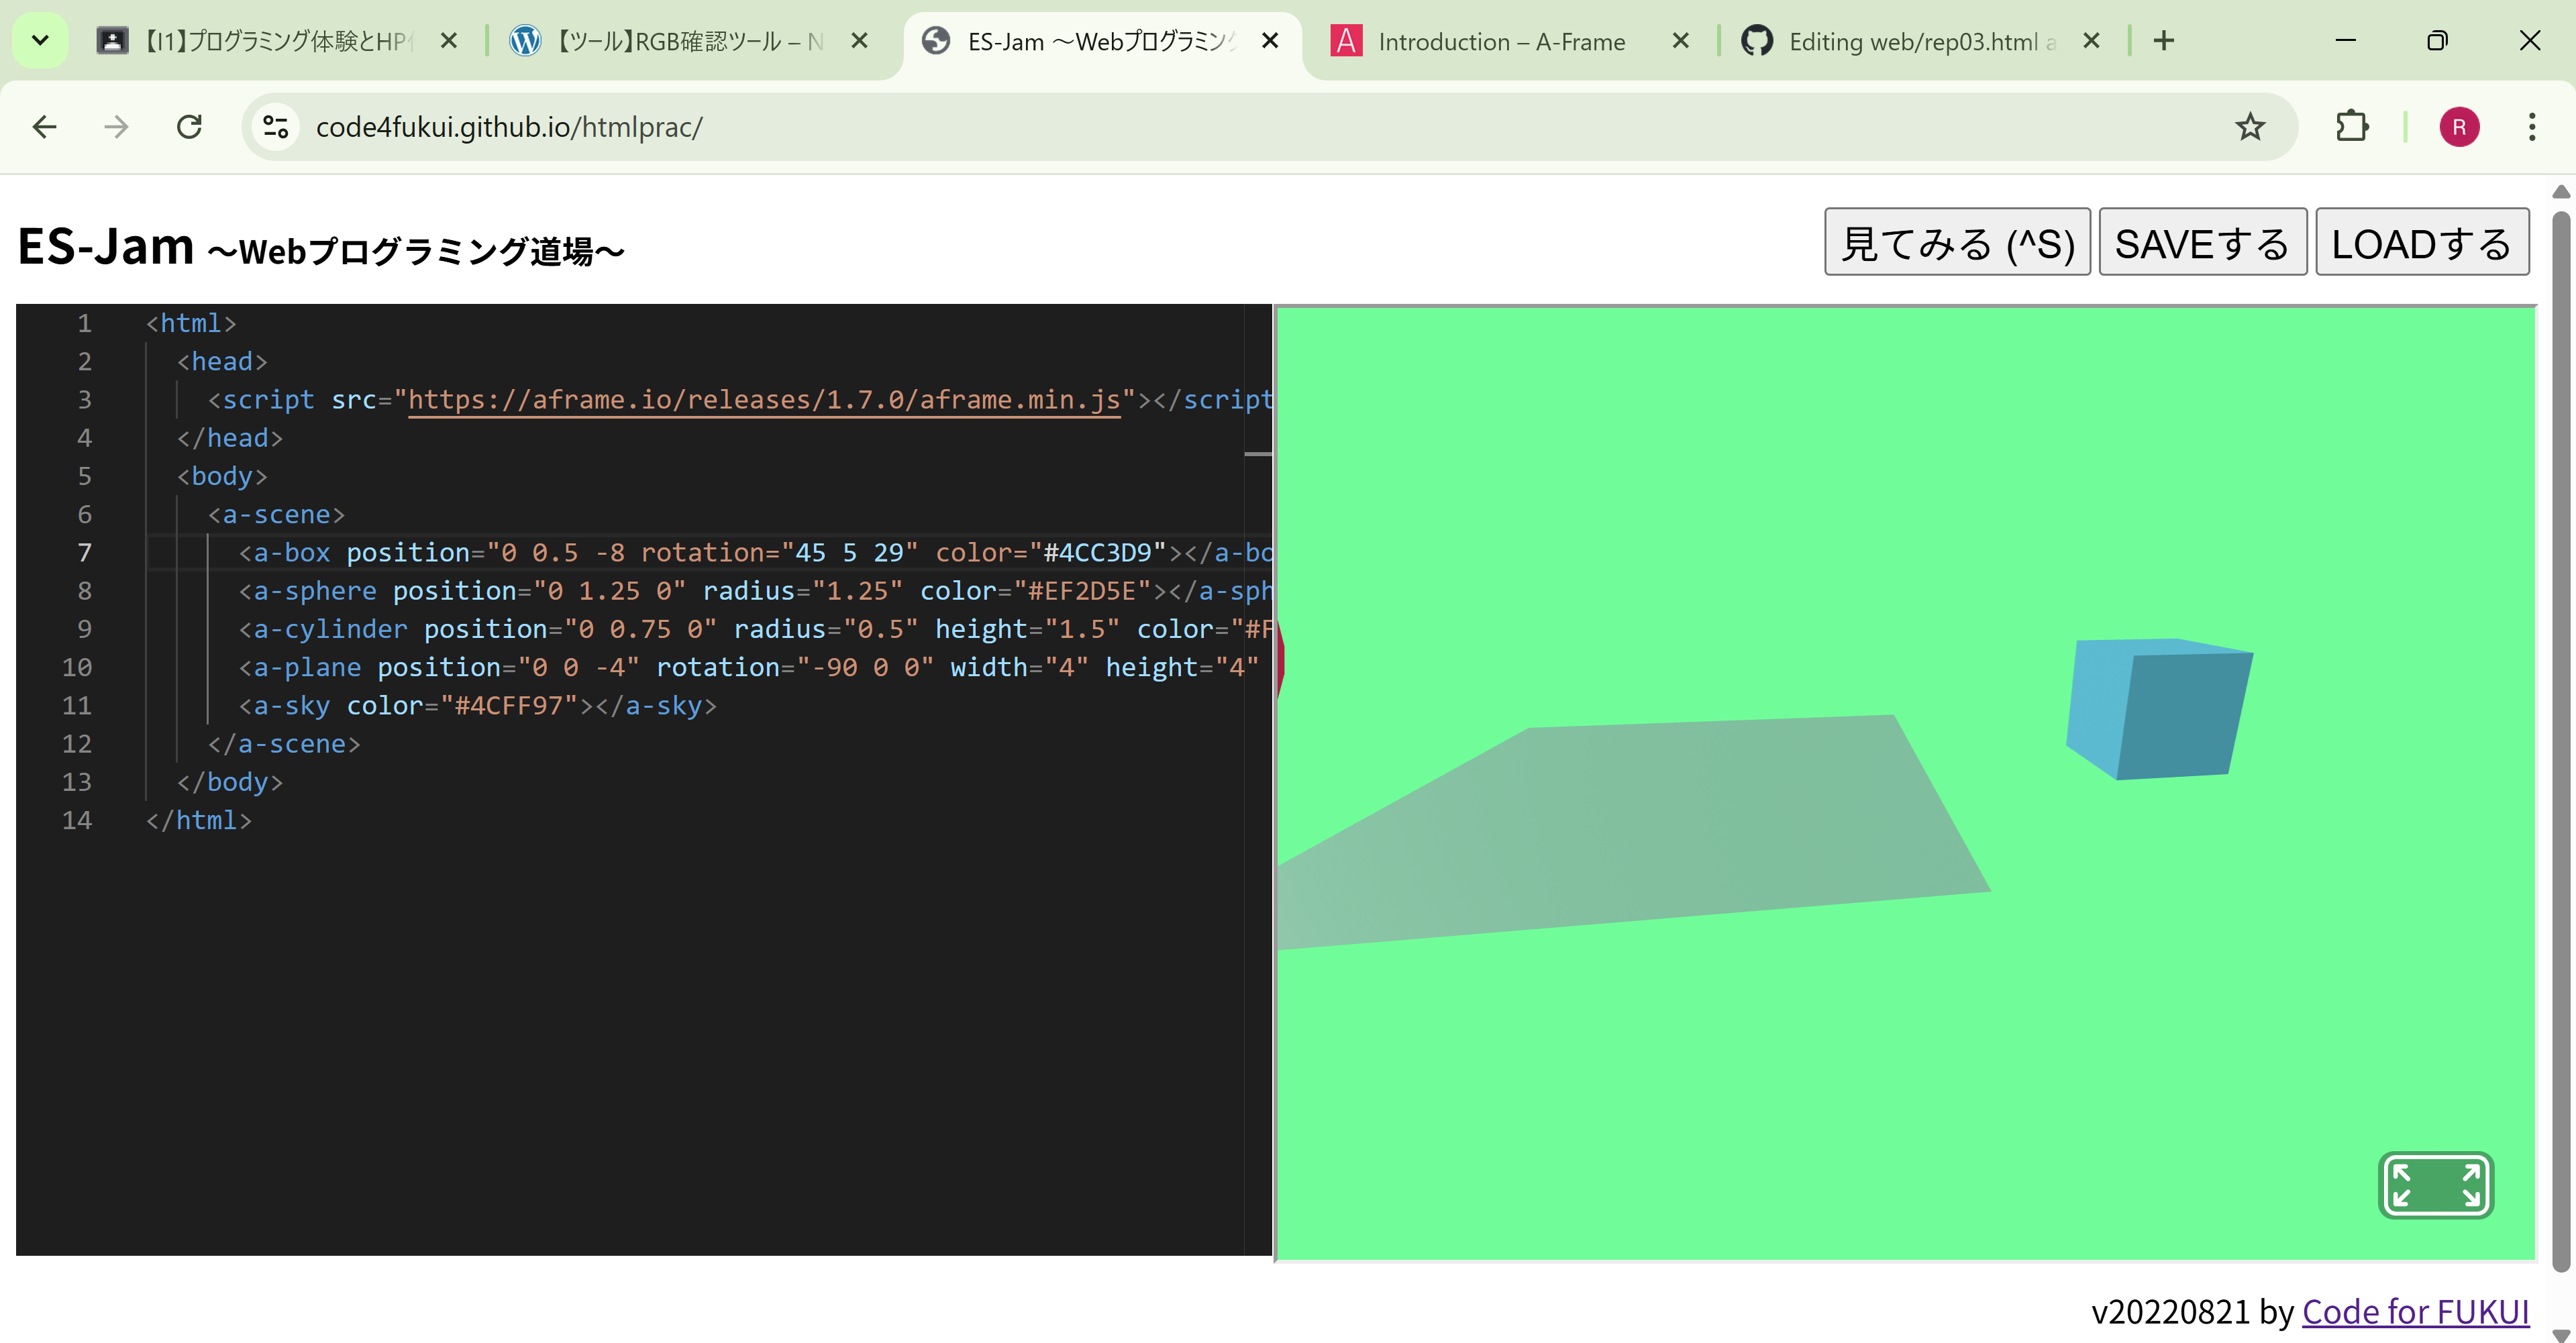 【I1】プログラミング体験とHP
【ツール】RGB確認ツール – N
ES-Jam ～Webプログラミン
Introduction – A-Frame
Editing web/rep03.html a
code4fukui.github.io/htmlprac/
R
ES-Jam ～Webプログラミング道場～
見てみる (^S)
SAVEする
LOADする
1 <html>
2 <head>
3 <script src="https://aframe.io/releases/1.7.0/aframe.min.js"></script
4 </head>
5 <body>
6 <a-scene>
7 <a-box position="0 0.5 -8 rotation="45 5 29" color="#4CC3D9"></a-bo
8 <a-sphere position="0 1.25 0" radius="1.25" color="#EF2D5E"></a-sph
9 <a-cylinder position="0 0.75 0" radius="0.5" height="1.5" color="#F
10 <a-plane position="0 0 -4" rotation="-90 0 0" width="4" height="4"
11 <a-sky color="#4CFF97"></a-sky>
12 </a-scene>
13 </body>
14 </html>
v20220821 by Code for FUKUI